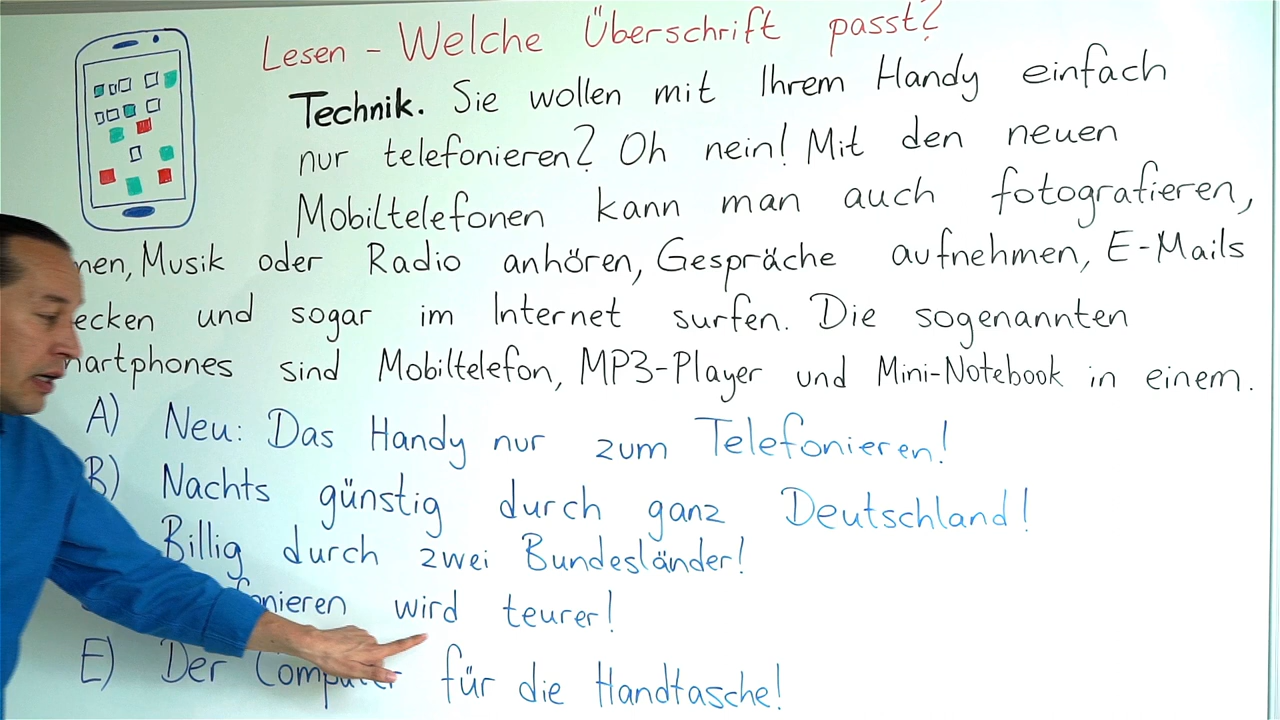 Lesen - Welche Überschrift passt?
Technik. Sie wollen mit Ihrem Handy einfach
nur telefonieren? Oh nein! Mit den neuen
Mobiltelefonen kann man auch fotografieren,
Musik oder Radio anhören, Gespräche aufnehmen, E-Mails
und sogar im Internet surfen. Die sogenannten
sind Mobiltelefon, MP3-Player und Mini-Notebook in einem.
A) Neu: Das Handy nur zum Telefonieren!
B) Nachts günstig durch ganz Deutschland!
Billig durch zwei Bundesländer!
wird teurer!
E) Der Computer für die Handtasche!